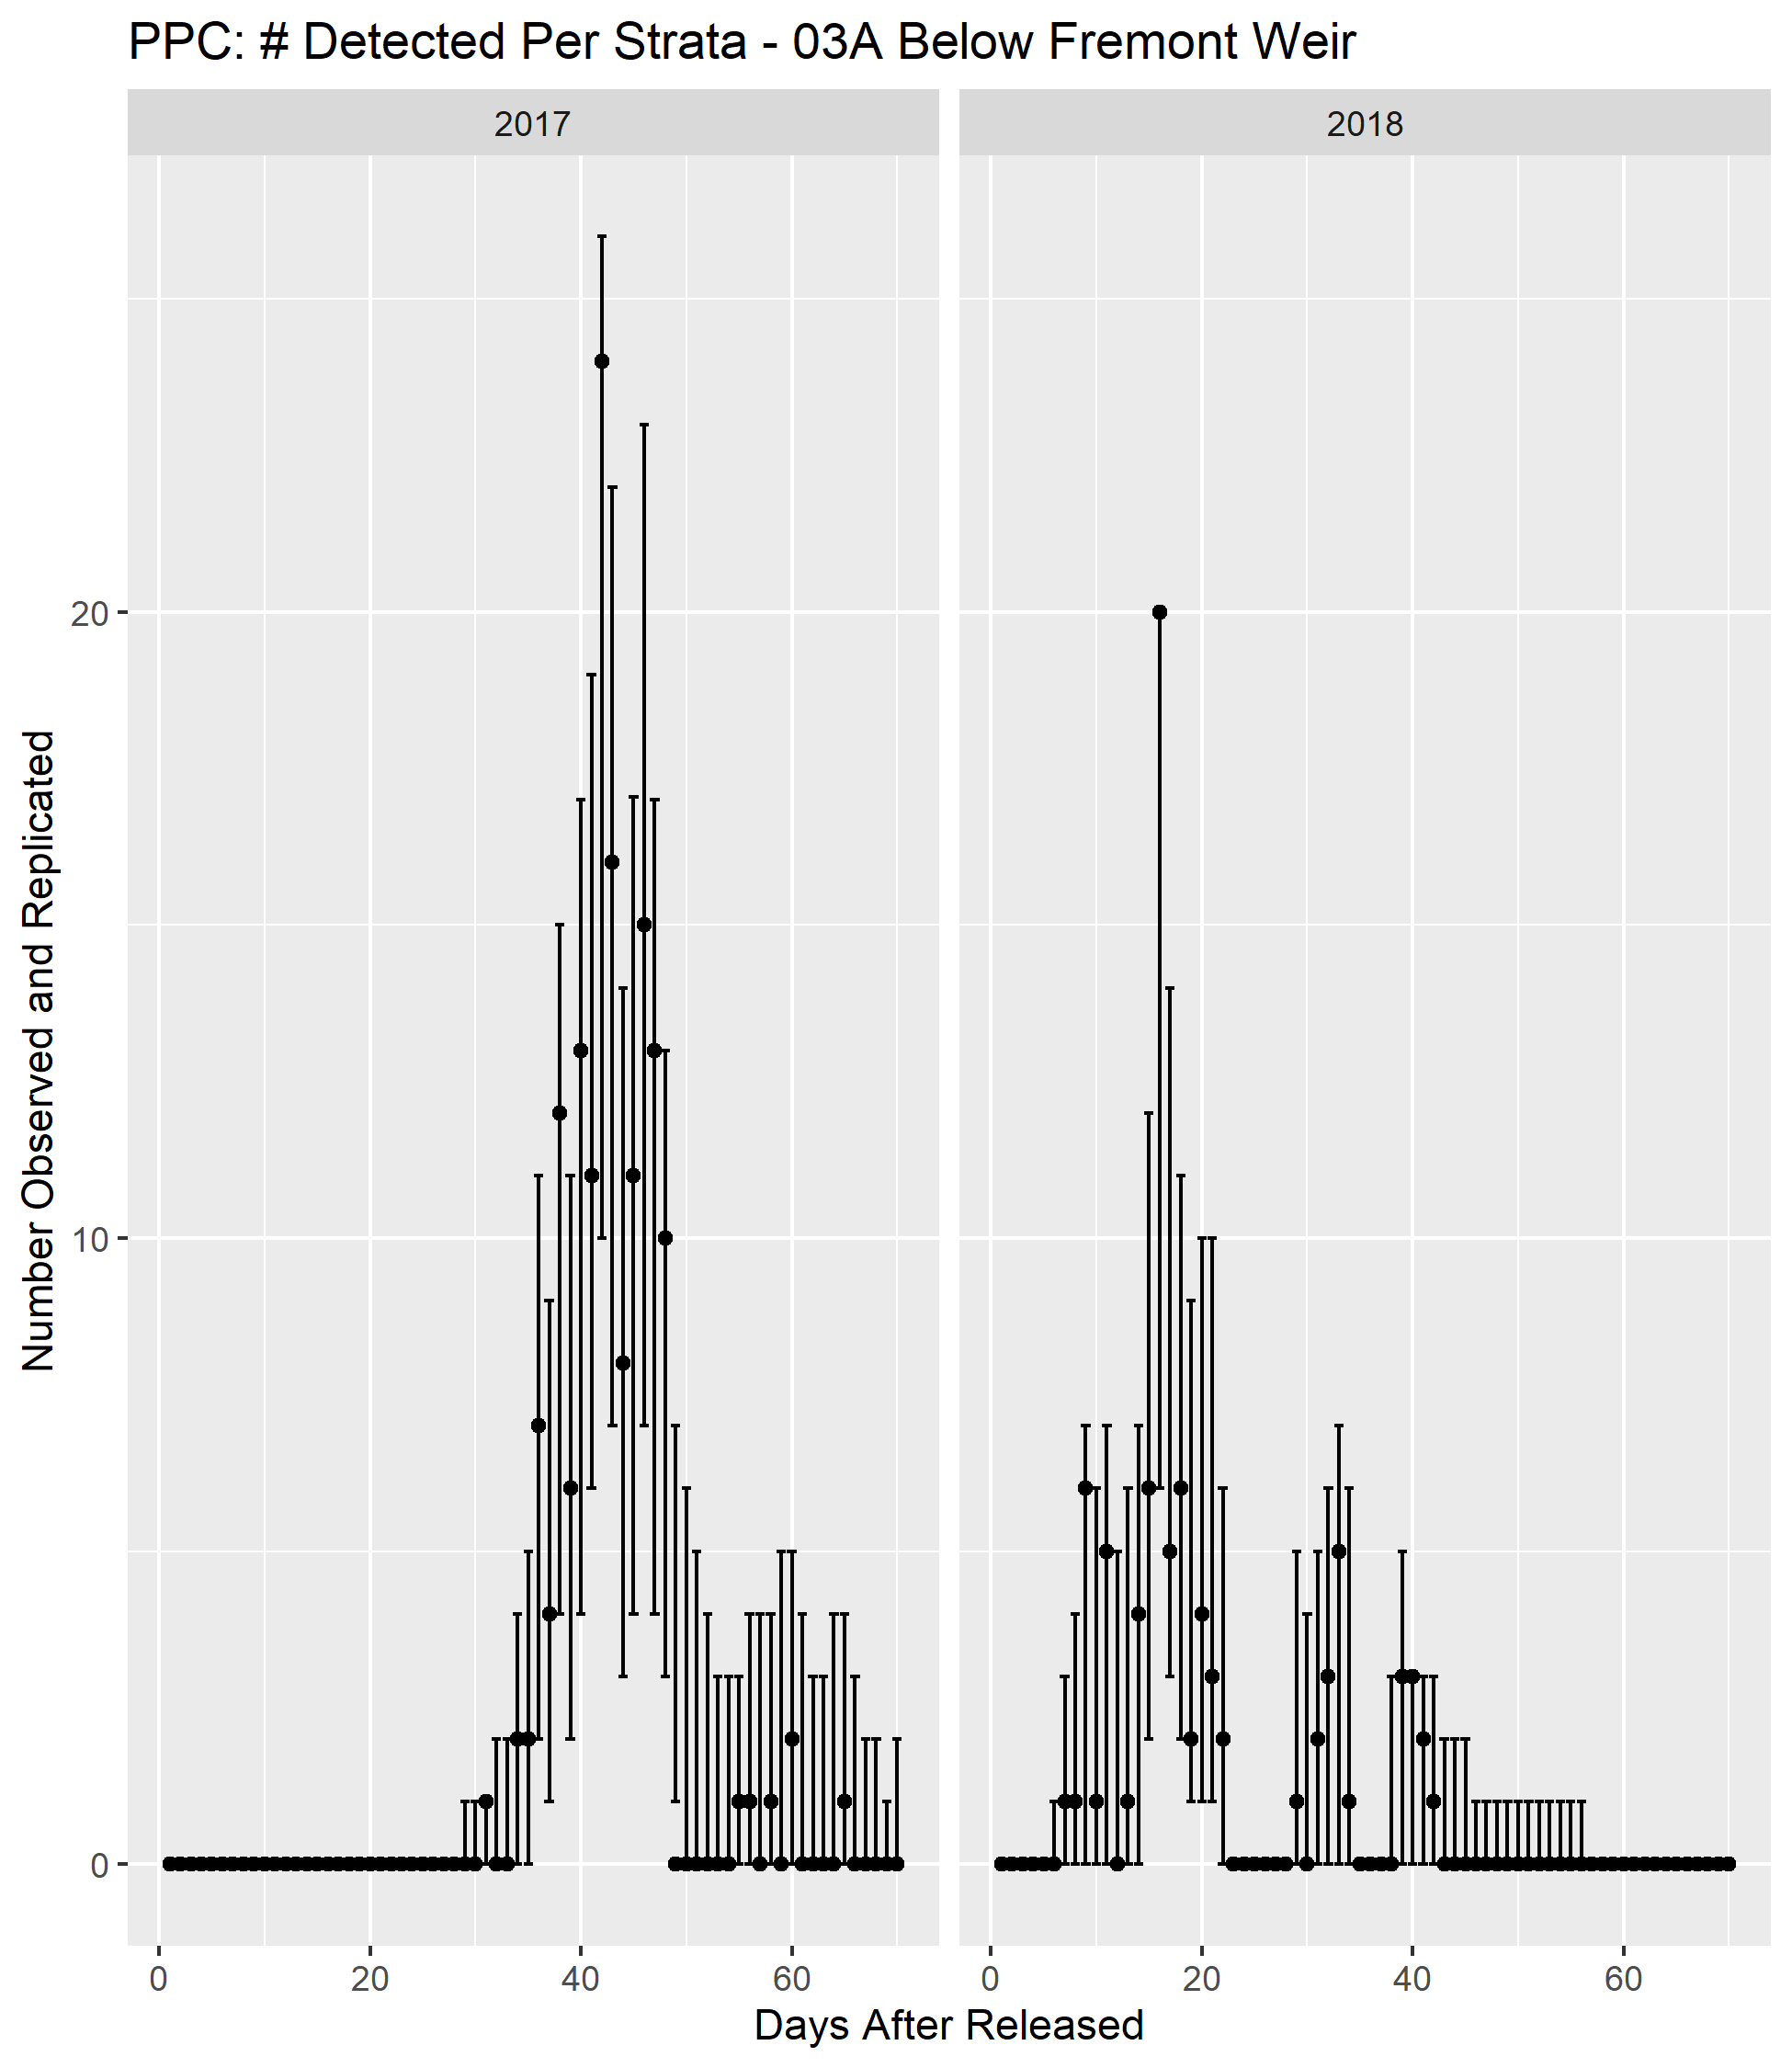 PPC: # Detected Per Strata - 03A Below Fremont Weir
2017
2018
Number Observed and Replicated
20
10
0
0 20 40 60
0 20 40 60
Days After Released